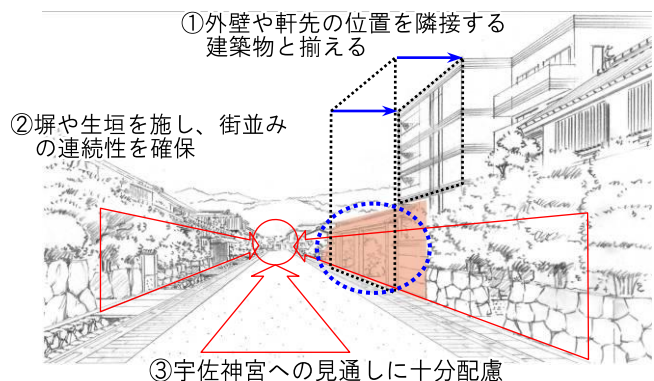 ①外壁や軒先の位置を隣接する
建築物と揃える
②塀や生垣を施し、街並み
の連続性を確保
③宇佐神宮への見通しに十分配慮